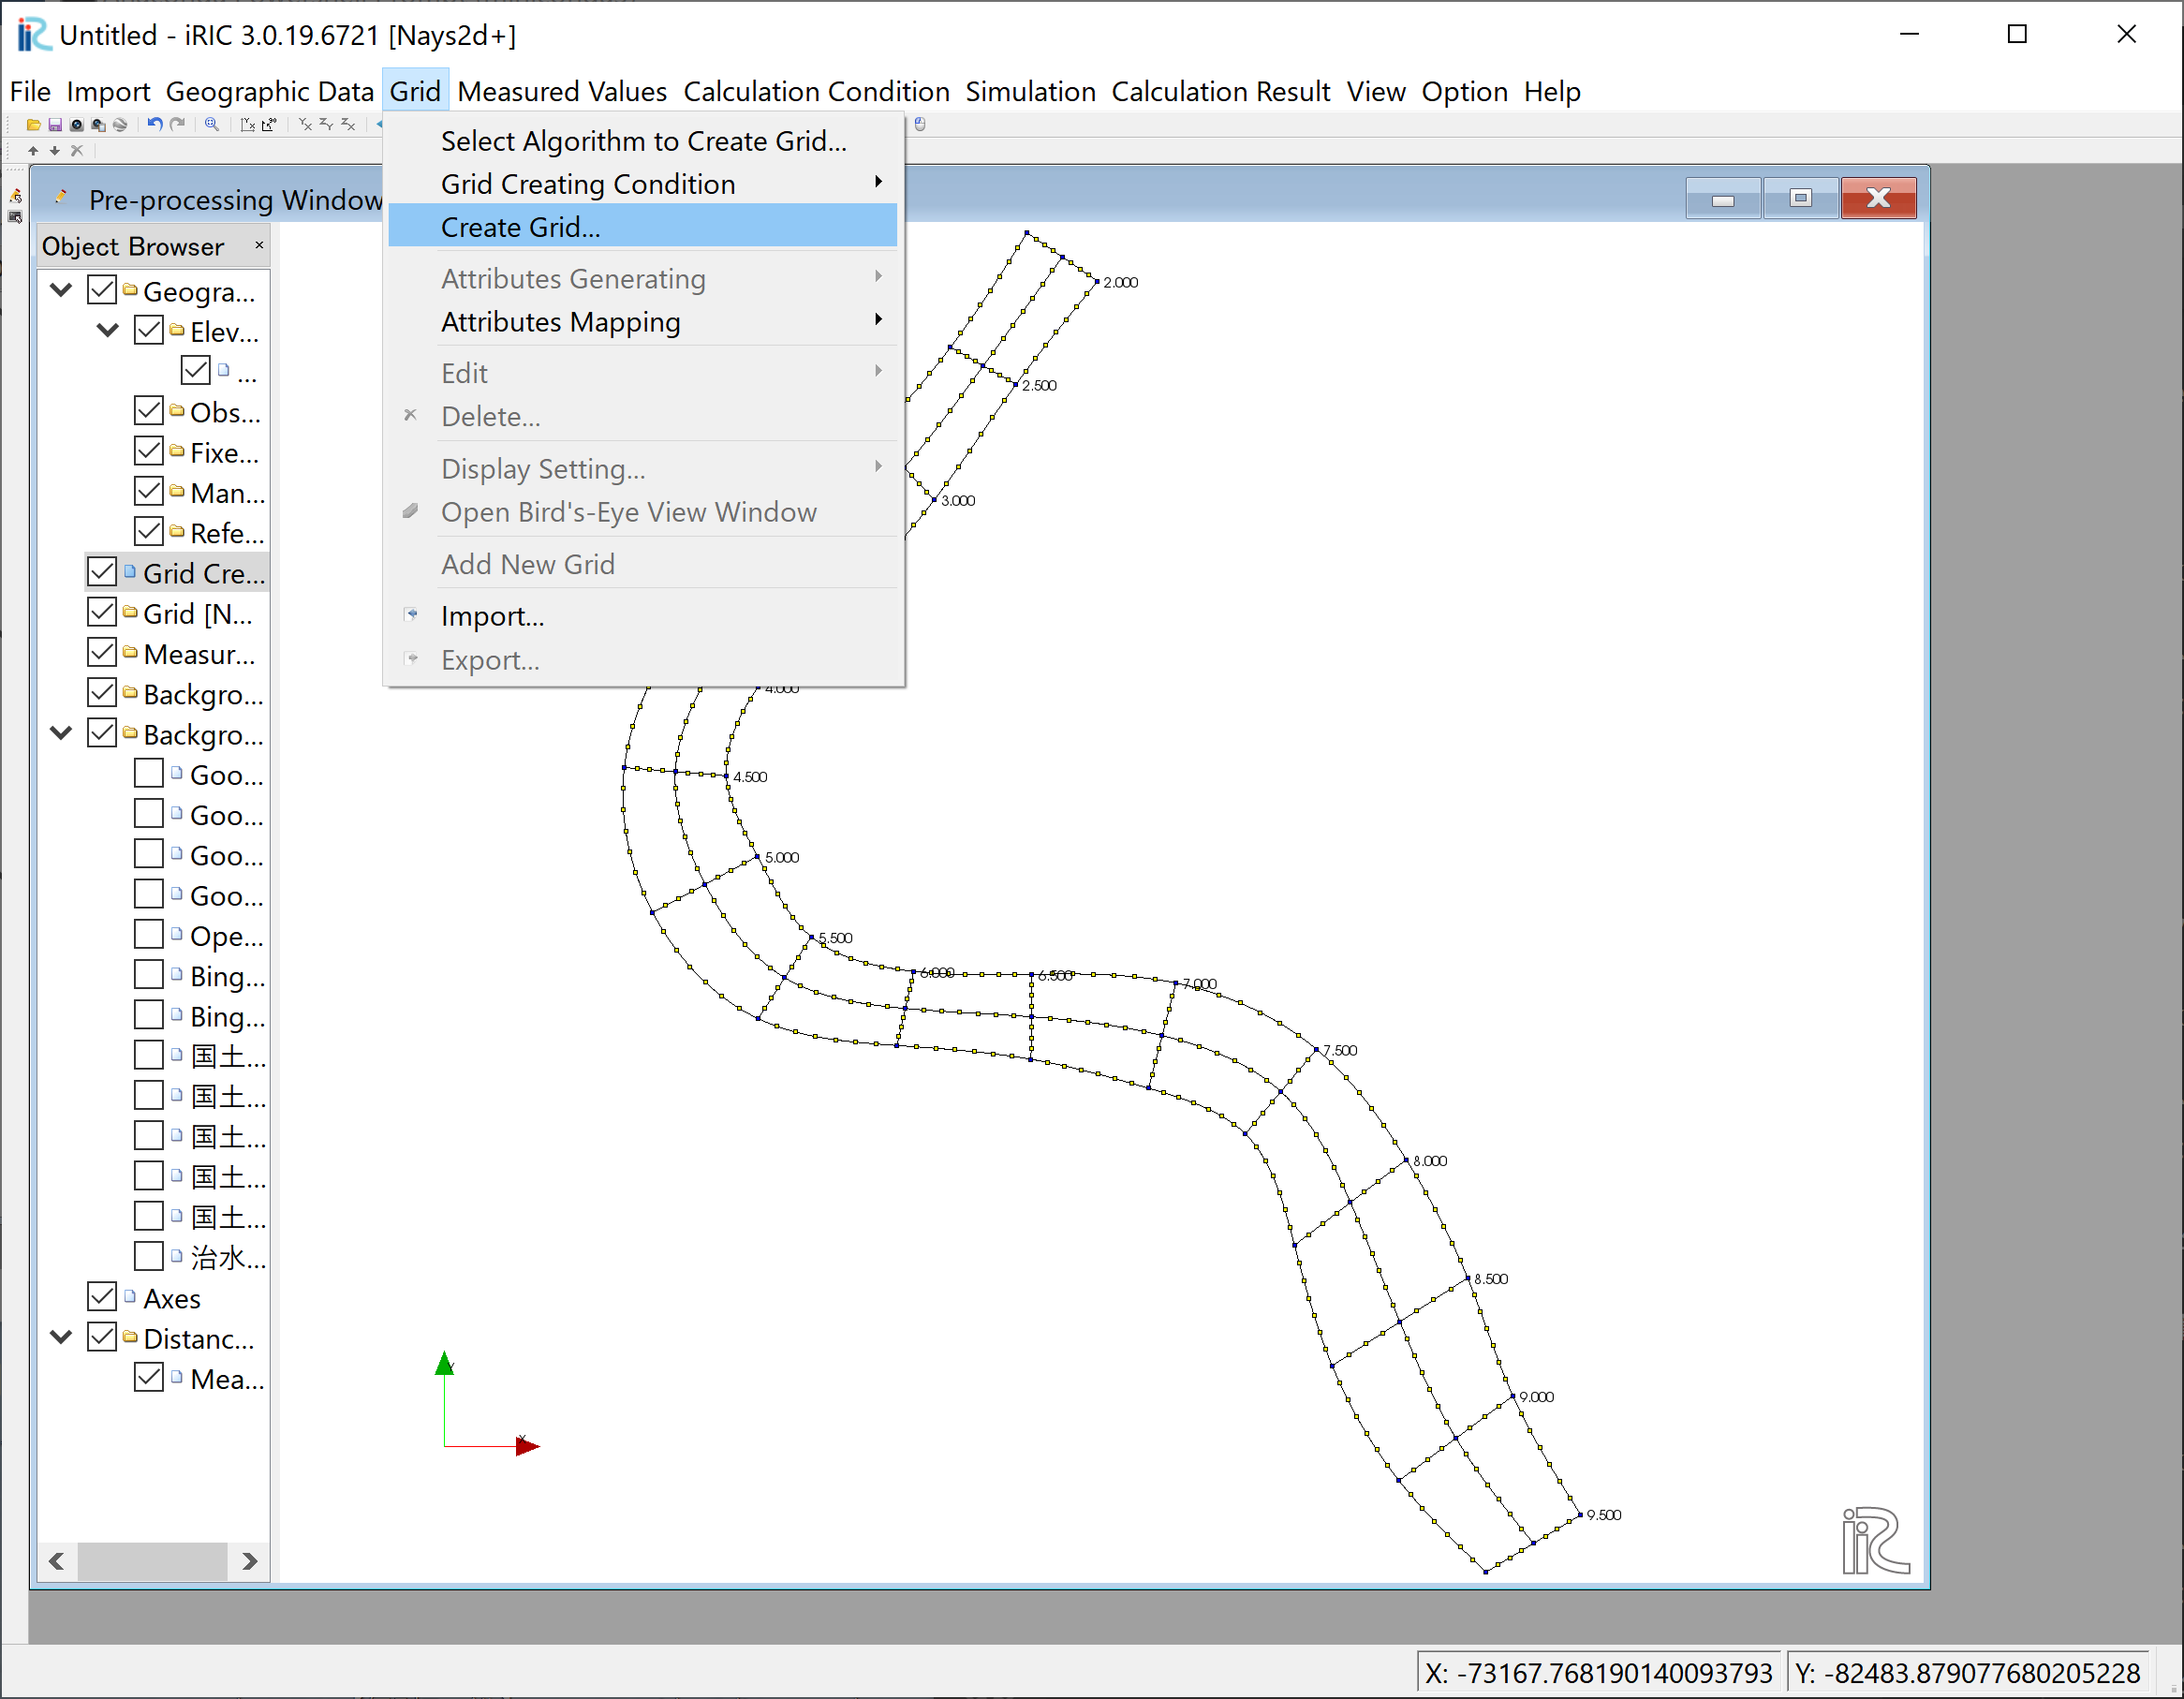 Untitled - iRIC 3.0.19.6721 [Nays2d+]
File Import Geographic Data Grid Measured Values Calculation Condition Simulation Calculation Result View Option Help
Select Algorithm to Create Grid...
Grid Creating Condition
Create Grid...
Attributes Generating
Attributes Mapping
Edit
Delete...
Display Setting...
Open Bird's-Eye View Window
Add New Grid
Import...
Export...
Pre-processing Window
Object Browser
Geogra...
Elev...
...
Obs...
Fixe...
Man...
Refe...
Grid Cre...
Grid [N...
Measur...
Backgro...
Backgro...
Goo...
Goo...
Goo...
Goo...
Ope...
Bing...
Bing...
国土...
国土...
国土...
国土...
国土...
治水...
Axes
Distanc...
Mea...
2.000
2.500
3.000
4.000
4.500
5.000
5.500
6.000
6.500
7.000
7.500
8.000
8.500
9.000
9.500
Y
X
iRC
X: -73167.768190140093793
Y: -82483.879077680205228